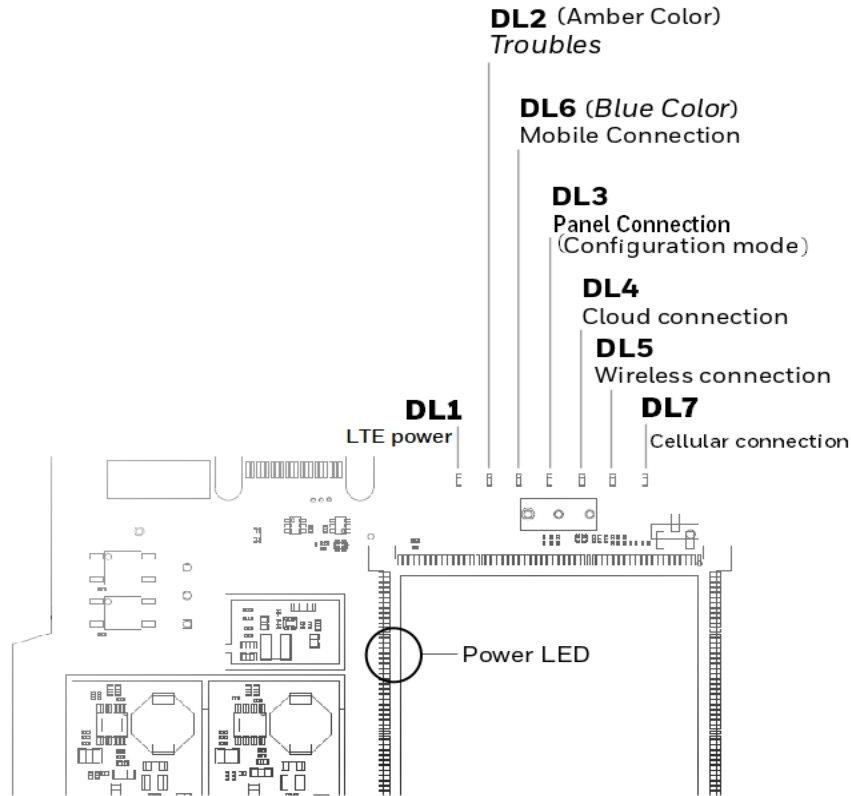 DL2 (Amber Color)
Troubles
DL6 (Blue Color)
Mobile Connection
DL3
Panel Connection
(Configuration mode)
DL4
Cloud connection
DL5
Wireless connection
DL1
LTE power
DL7
Cellular connection
Power LED